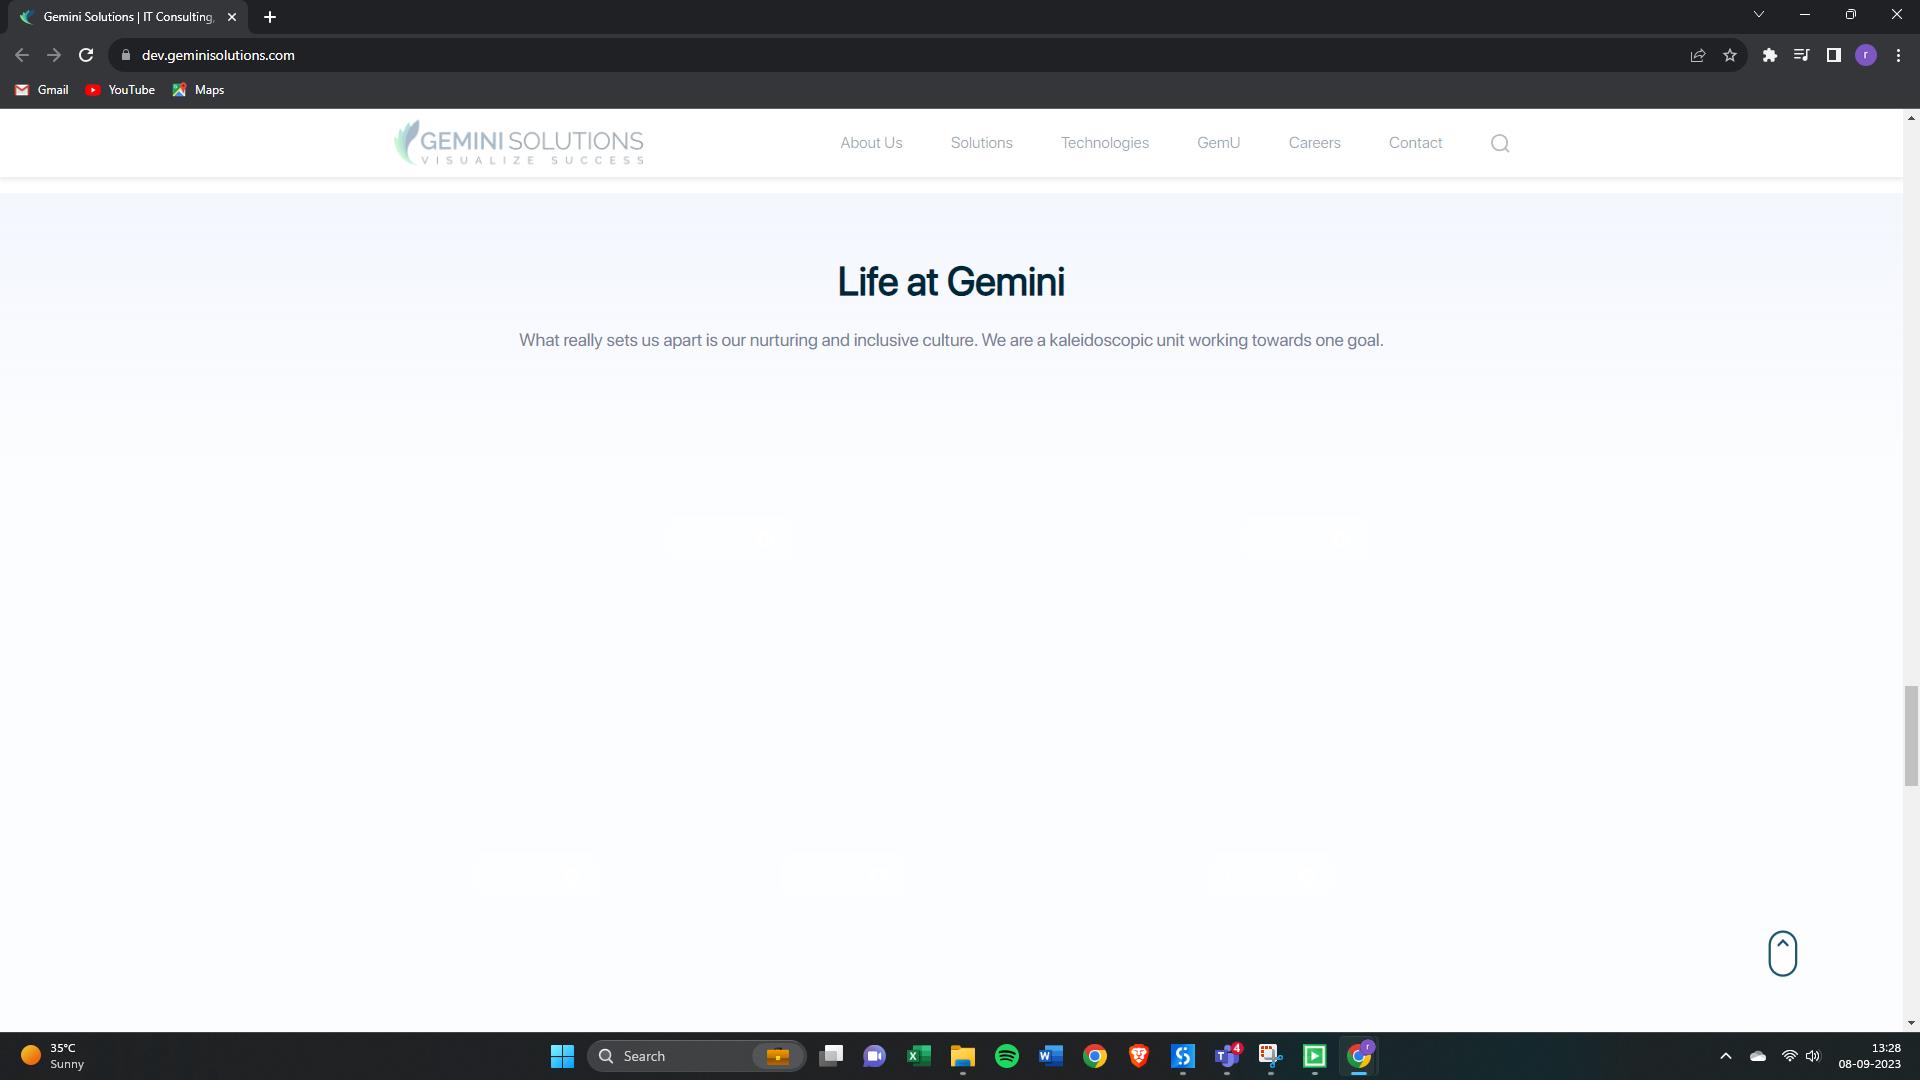 Gemini Solutions | IT Consulting,
dev.geminisolutions.com
r
Gmail YouTube Maps
GEMINI SOLUTIONS
VISUALIZE SUCCESS
About Us Solutions Technologies GemU Careers Contact
Life at Gemini
What really sets us apart is our nurturing and inclusive culture. We are a kaleidoscopic unit working towards one goal.
35°C
Sunny
Search
4
r
13:28
08-09-2023